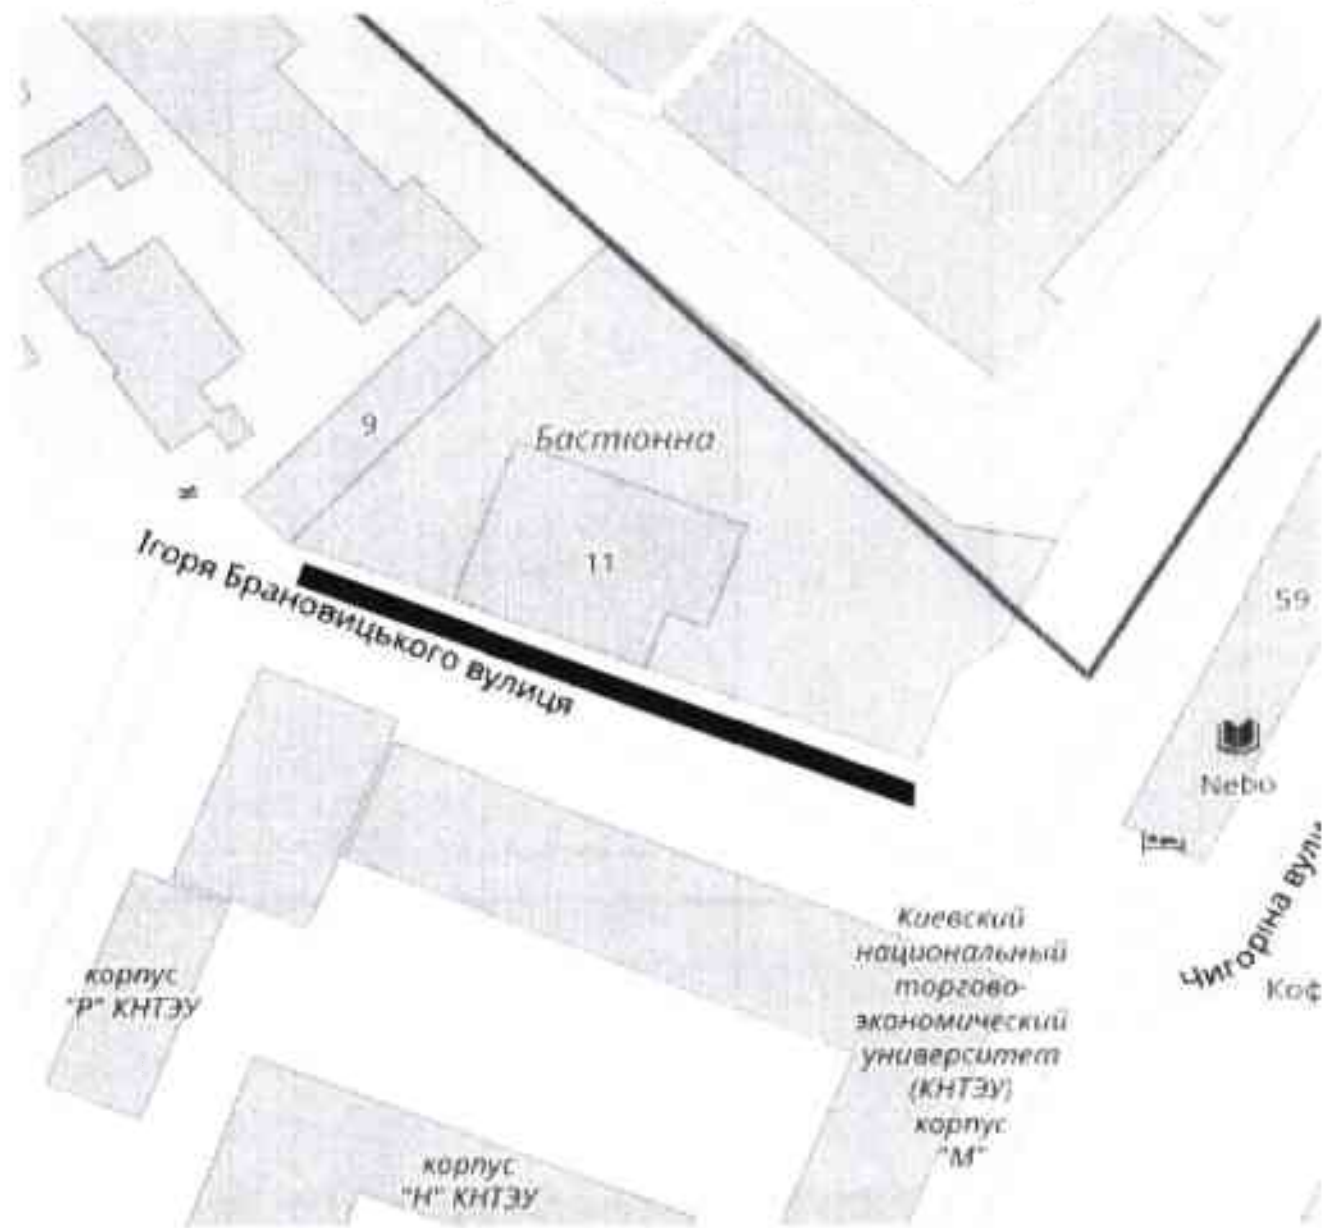 9
Бастіонна
11
Ігоря Брановицького вулиця
59
Nebo
Чигоріна
Киевский
национальный
торгово-
экономический
университет
(КНТЭУ)
корпус
"М"
корпус
"Р" КНТЭУ
корпус
"Н" КНТЭУ